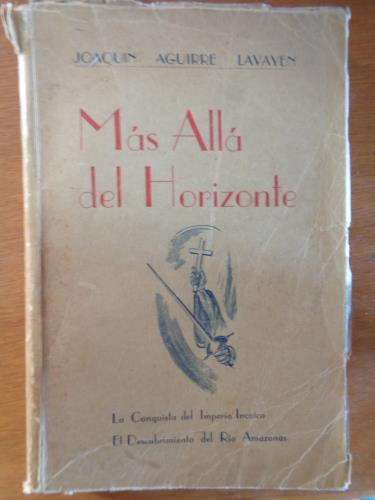 JOAQUIN AGUIRRE LAVAYEN
Más Allá
del Horizonte
La Conquista del Imperio Incaico
El Descubrimiento del Río Amazonas